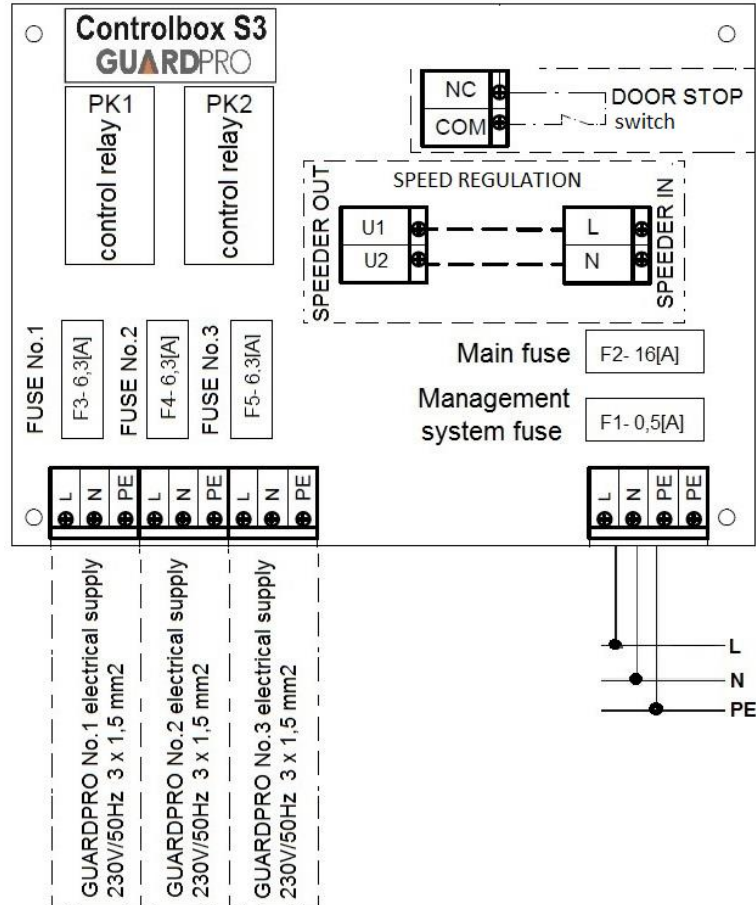 Controlbox S3
GUARDPRO
PK1
control relay
PK2
control relay
NC
COM
DOOR STOP
switch
SPEED REGULATION
SPEEDER OUT
U1
U2
L
N
SPEEDER IN
FUSE No.1
F3- 6,3[A]
FUSE No.2
F4- 6,3[A]
FUSE No.3
F5- 6,3[A]
Main fuse
F2- 16[A]
Management
system fuse
F1- 0,5[A]
L N PE L N PE L N PE
L N PE PE
GUARDPRO No.1 electrical supply
230V/50Hz 3 x 1,5 mm2
GUARDPRO No.2 electrical supply
230V/50Hz 3 x 1,5 mm2
GUARDPRO No.3 electrical supply
230V/50Hz 3 x 1,5 mm2
L
N
PE